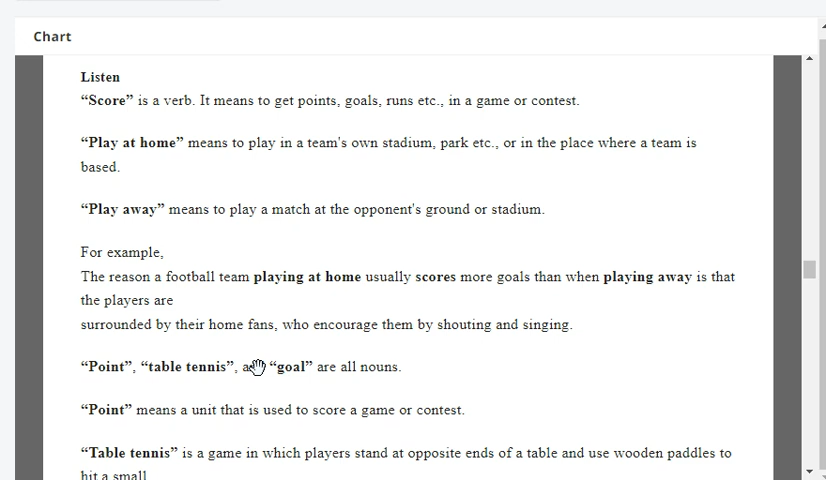 Chart
Listen
“Score” is a verb. It means to get points, goals, runs etc., in a game or contest.
“Play at home” means to play in a team's own stadium, park etc., or in the place where a team is
based.
“Play away” means to play a match at the opponent's ground or stadium.
For example,
The reason a football team playing at home usually scores more goals than when playing away is that
the players are
surrounded by their home fans, who encourage them by shouting and singing.
“Point”, “table tennis”, “goal” are all nouns.
“Point” means a unit that is used to score a game or contest.
“Table tennis” is a game in which players stand at opposite ends of a table and use wooden paddles to
hit a small